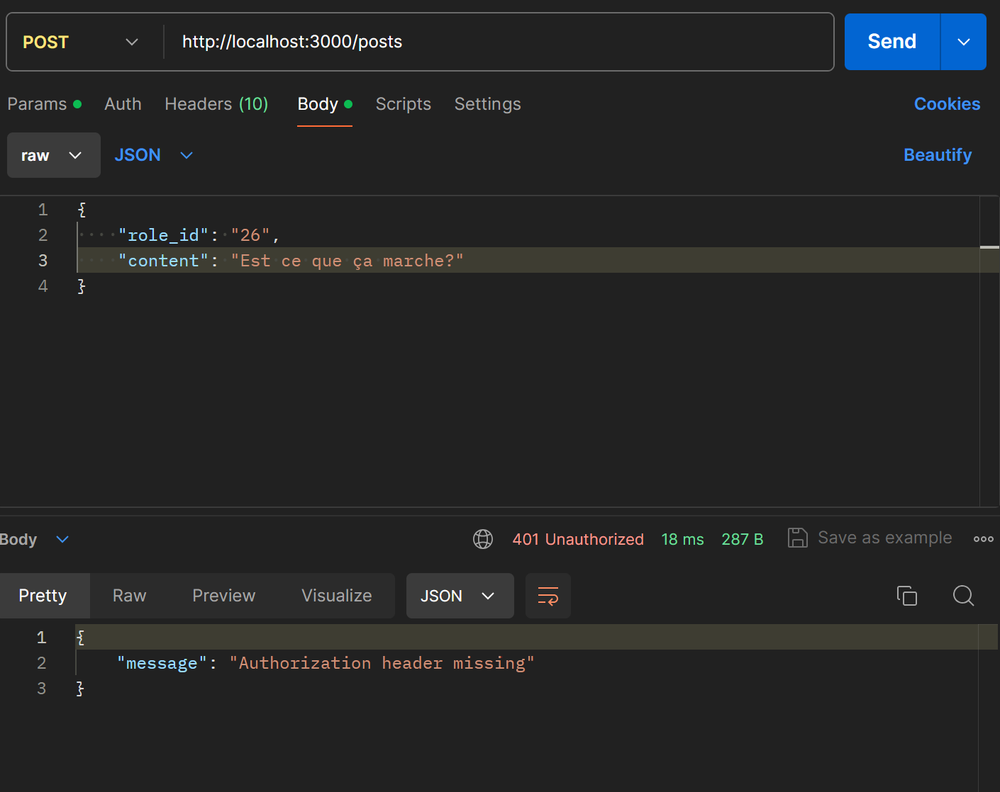 POST http://localhost:3000/posts Send
Params Auth Headers (10) Body Scripts Settings Cookies
raw JSON Beautify
1 {
2 "role_id": "26",
3 "content": "Est ce que ça marche?"
4 }
Body 401 Unauthorized 18 ms 287 B Save as example
Pretty Raw Preview Visualize JSON
1 {
2 "message": "Authorization header missing"
3 }